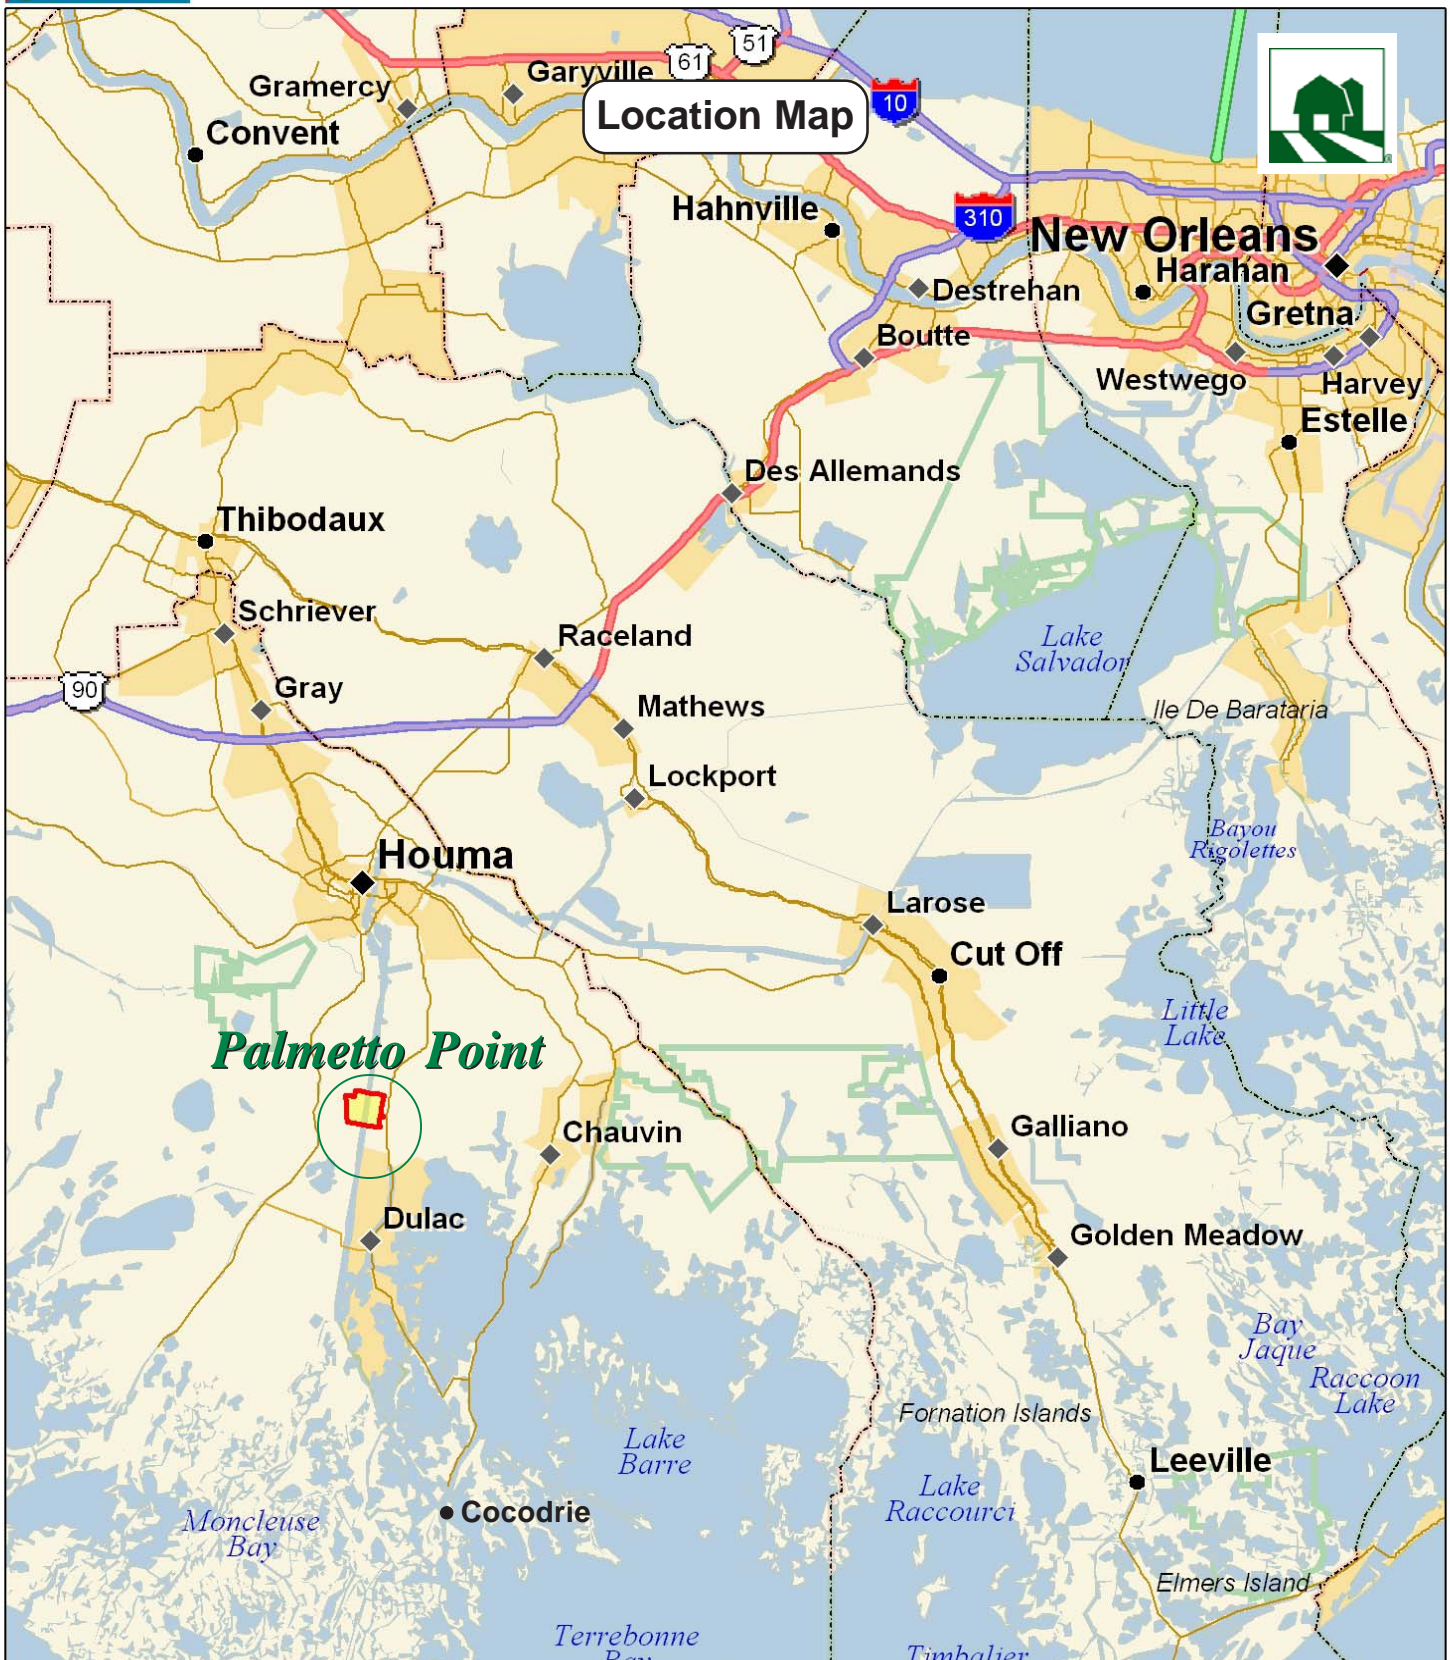 51
61
Garyville
Gramercy
10
Location Map
Convent
Hahnville
310
New Orleans
Harahan
Destrehan
Gretna
Boutte
Westwego
Harvey
Estelle
Des Allemands
Thibodaux
Schriever
Raceland
Lake
Salvador
90
Gray
Mathews
Ile De Barataria
Lockport
Bayou
Rigolettes
Houma
Larose
Cut Off
Little
Lake
Palmetto Point
Chauvin
Galliano
Dulac
Golden Meadow
Bay
Jaque
Raccoon
Lake
Fornation Islands
Lake
Barre
Leeville
Lake
Raccourci
Cocodrie
Moncleuse
Bay
Elmers Island
Terrebonne
Bay
Timbalier